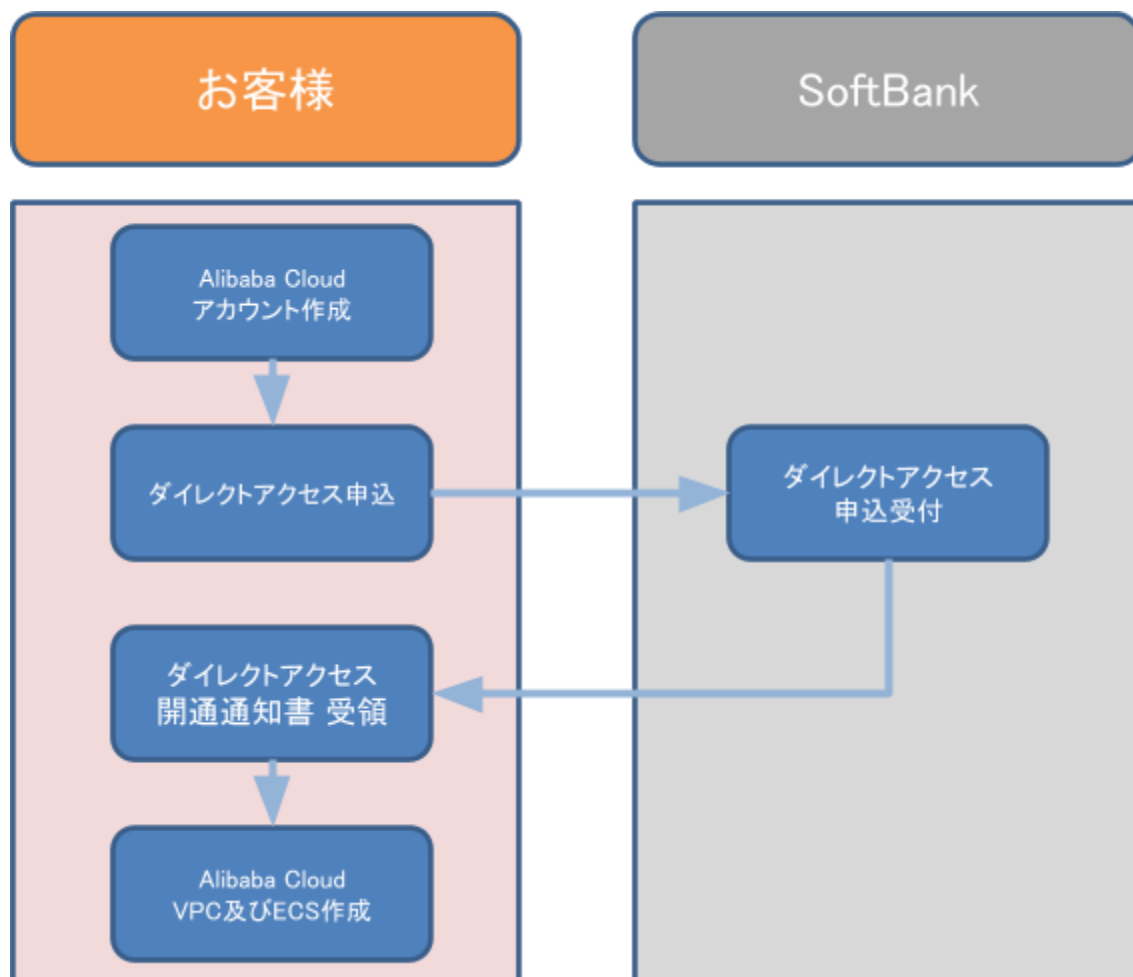 お客様
SoftBank
Alibaba Cloud
アカウント作成
ダイレクトアクセス申込
ダイレクトアクセス
申込受付
ダイレクトアクセス
開通通知書 受領
Alibaba Cloud
VPC及びECS作成